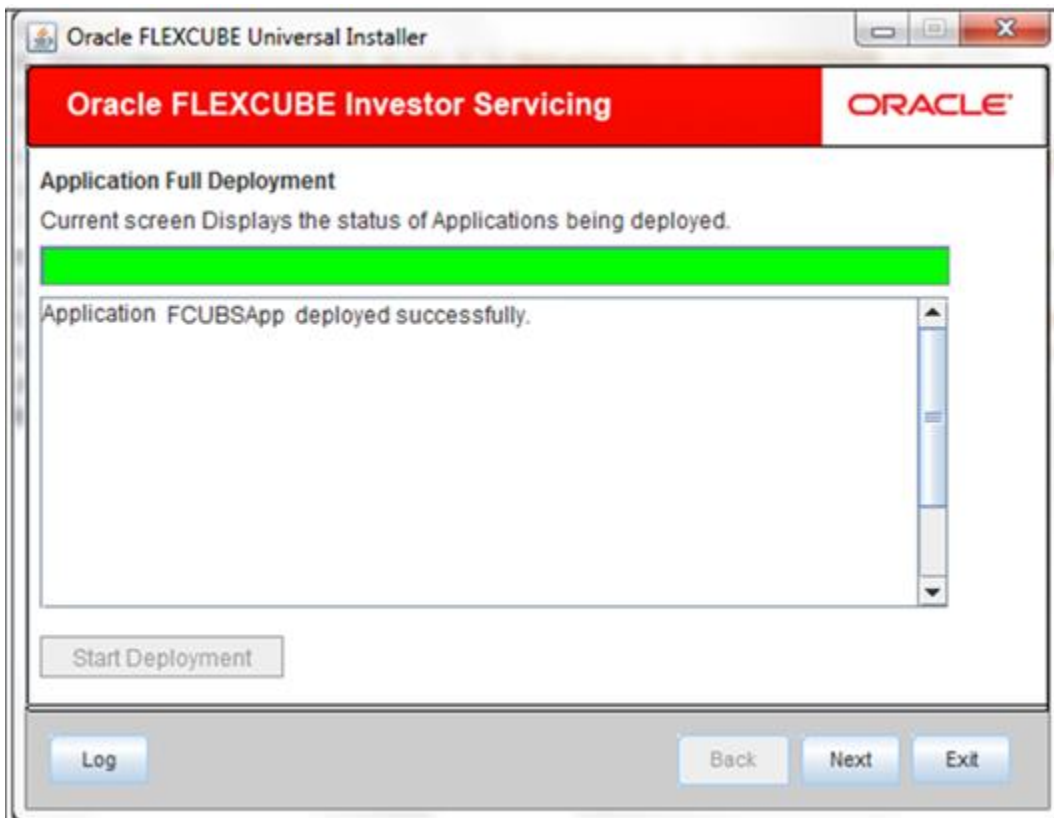 Oracle FLEXCUBE Universal Installer
Oracle FLEXCUBE Investor Servicing
ORACLE
Application Full Deployment
Current screen Displays the status of Applications being deployed.
Application FCUBSApp deployed successfully.
Start Deployment
Log
Back
Next
Exit